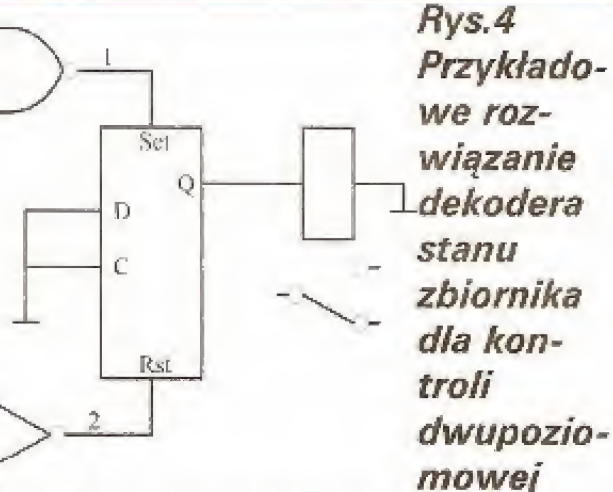 1
Set
Q
D
C
Rst
2
Rys.4
Przykłado-
we roz-
wiązanie
dekodera
stanu
zbiornika
dla kon-
troli
dwupozio-
mowej